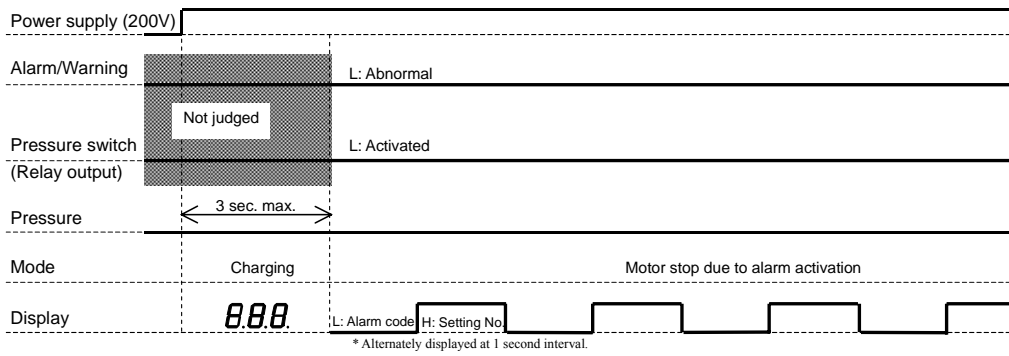 Power supply (200V)
Alarm/Warning
L: Abnormal
Not judged
Pressure switch
(Relay output)
L: Activated
3 sec. max.
Pressure
Mode
Charging
Motor stop due to alarm activation
Display
8.8.8.
L: Alarm code
H: Setting No.
* Alternately displayed at 1 second interval.